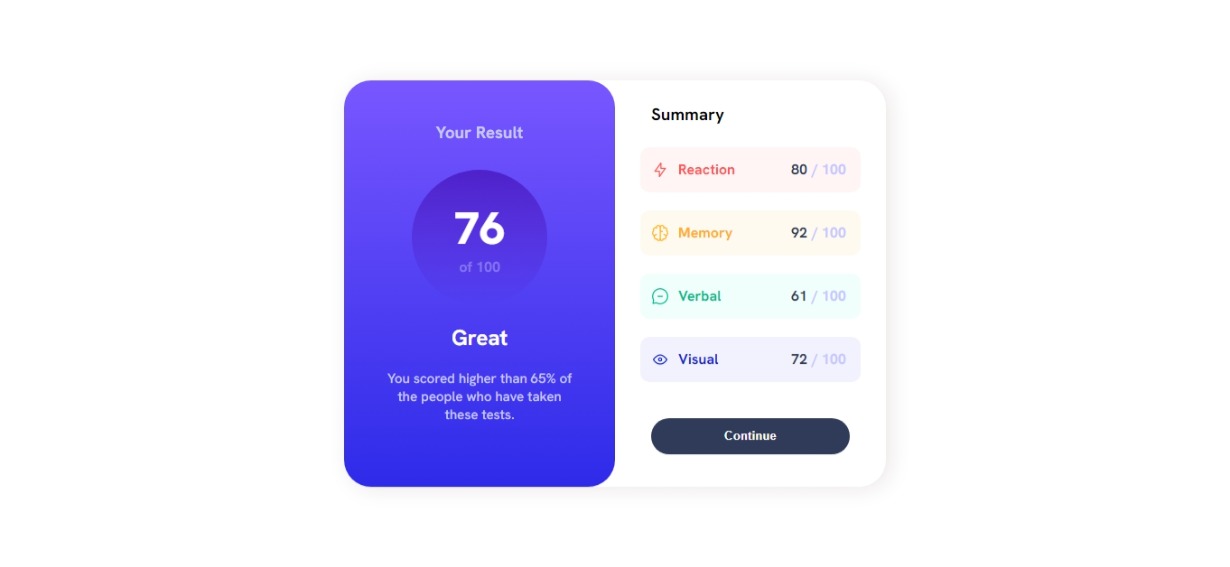 Your Result
76
of 100
Great
You scored higher than 65% of
the people who have taken
these tests.
Summary
Reaction 80 / 100
Memory 92 / 100
Verbal 61 / 100
Visual 72 / 100
Continue